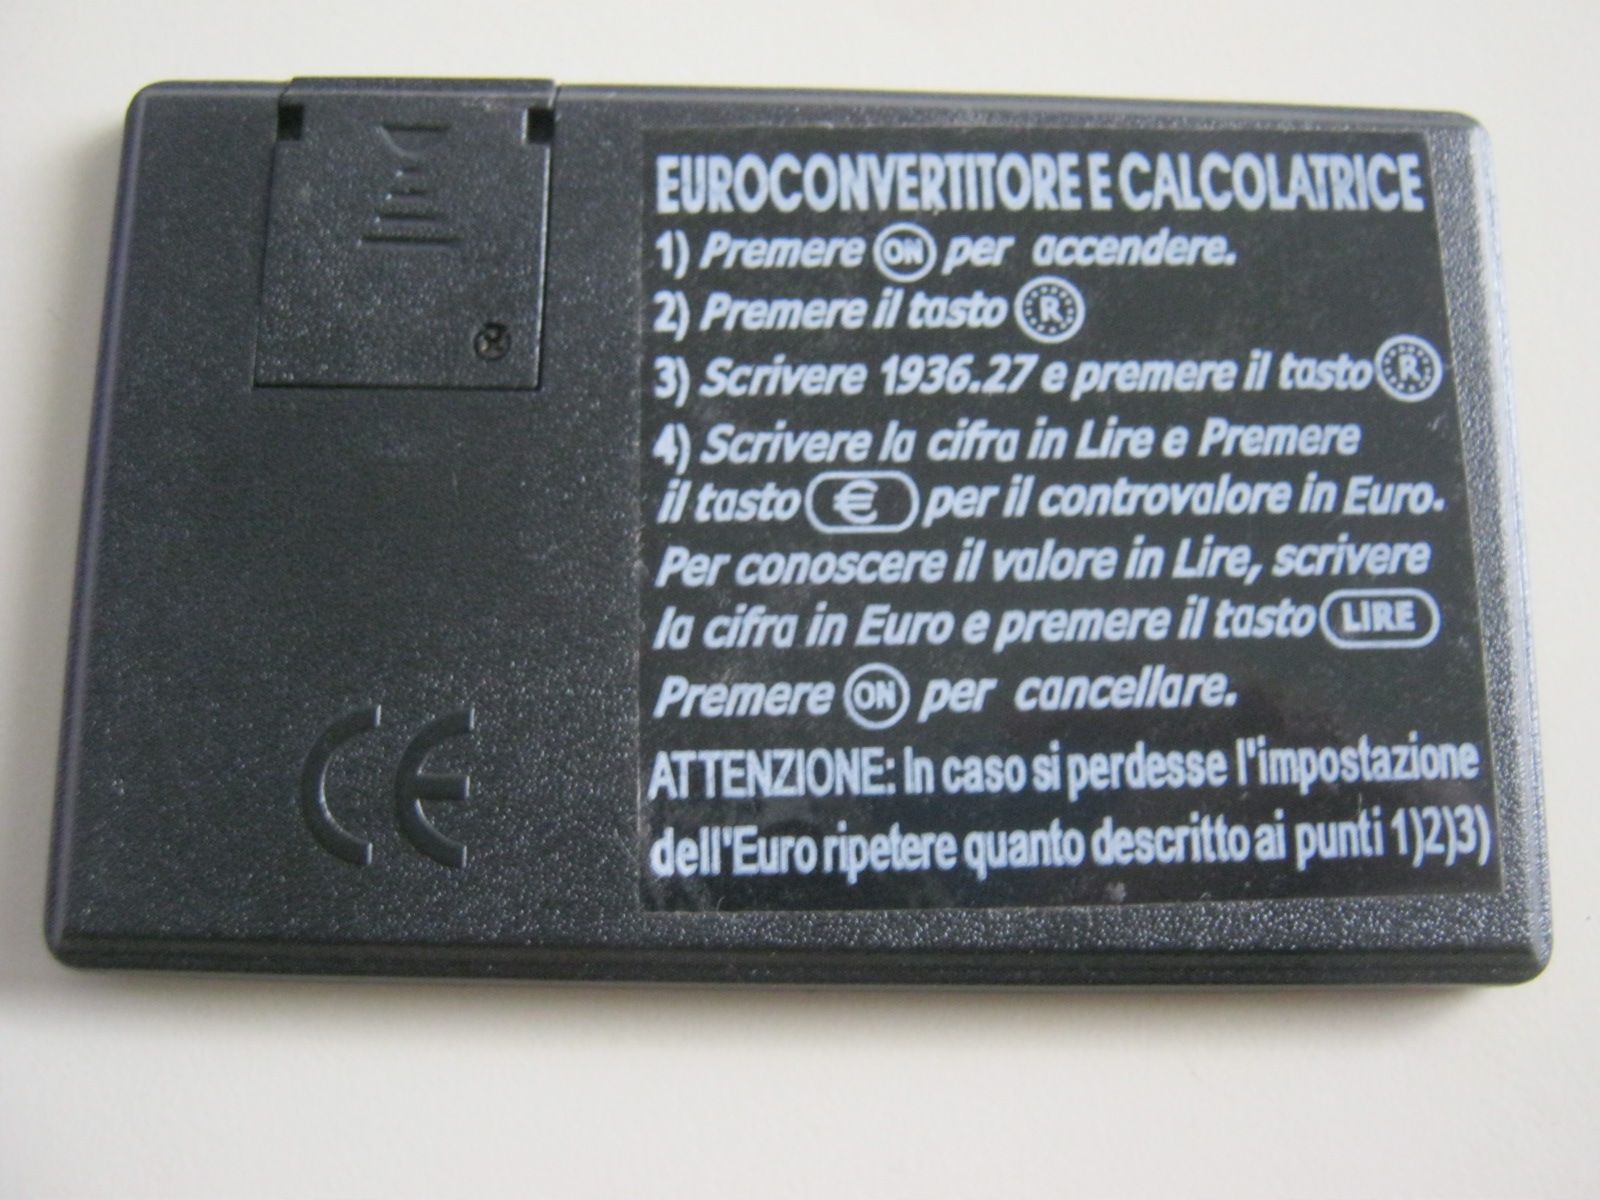 EUROCONVERTITORE E CALCOLATRICE
1) Premere ON per accendere.
2) Premere il tasto R
3) Scrivere 1936.27 e premere il tasto R
4) Scrivere la cifra in Lire e Premere
il tasto € per il controvalore in Euro.
Per conoscere il valore in Lire, scrivere
la cifra in Euro e premere il tasto LIRE
Premere ON per cancellare.
ATTENZIONE: In caso si perdesse l'impostazione
dell'Euro ripetere quanto descritto ai punti 1)2)3)
CE